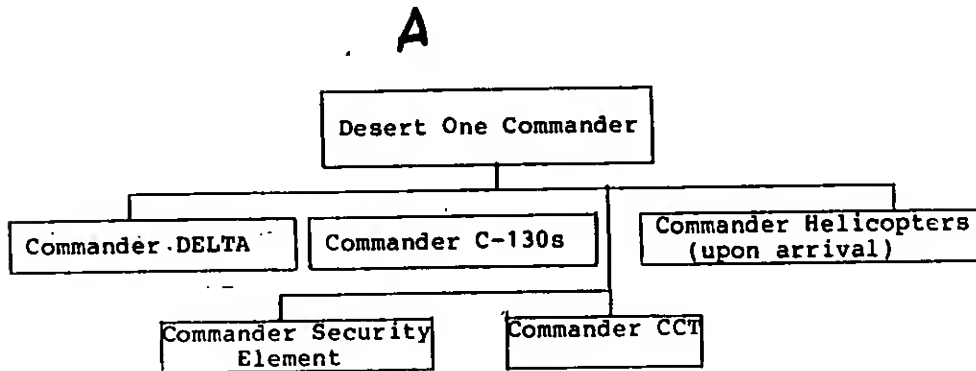 A
Desert One Commander
Commander DELTA
Commander C-130s
Commander Helicopters
(upon arrival)
Commander Security
Element
Commander CCT